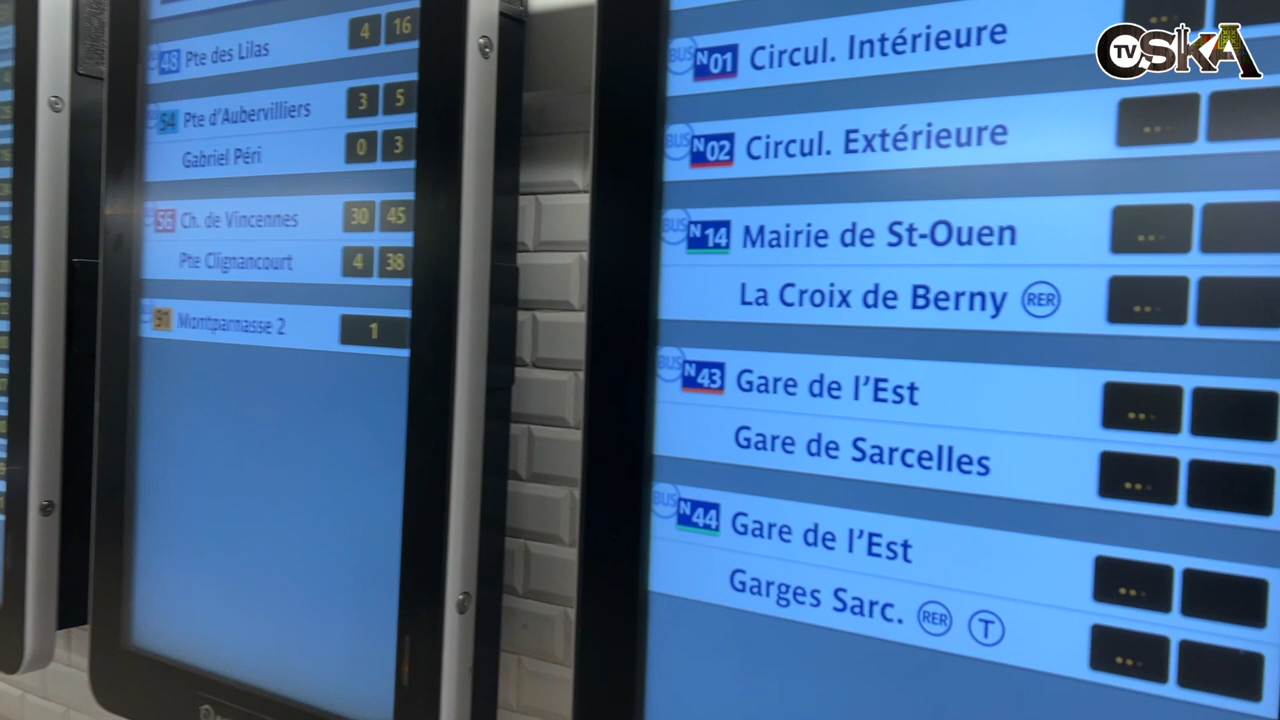 48 Pte des Lilas 4 16
54 Pte d'Aubervilliers 3 5
Gabriel Péri 0 3
56 Ch. de Vincennes 30 45
Pte Clignancourt 4 38
91 Montparnasse 2 1
BUS N01 Circul. Intérieure
BUS N02 Circul. Extérieure
BUS N14 Mairie de St-Ouen
La Croix de Berny RER
BUS N43 Gare de l'Est
Gare de Sarcelles
BUS N44 Gare de l'Est
Garges Sarc. RER T
OSKA TV